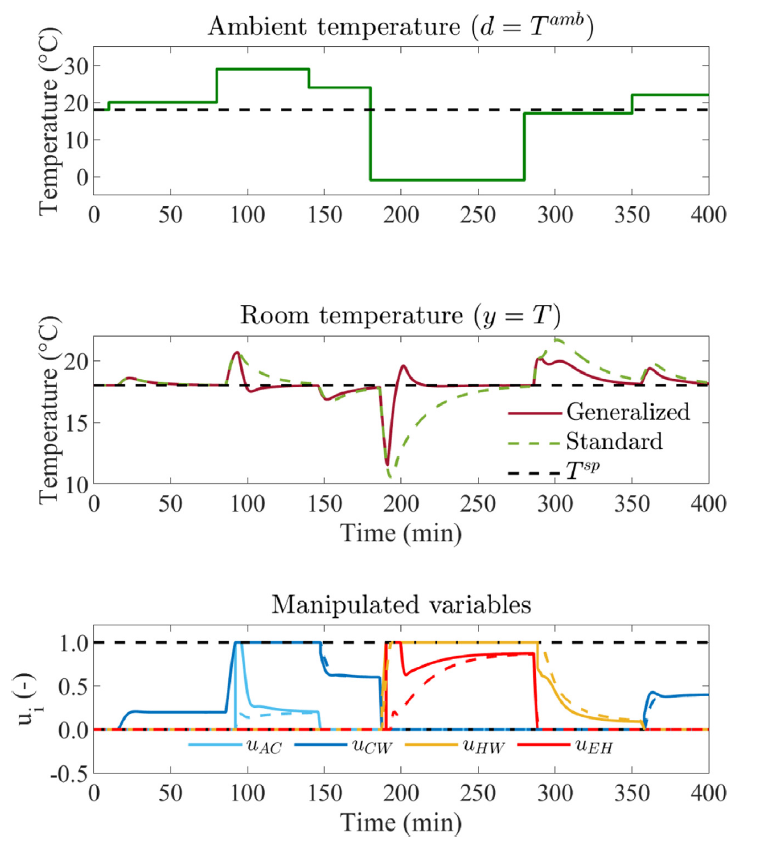 Ambient temperature (d = T^amb)
Temperature (°C)
30
20
10
0
0 50 100 150 200 250 300 350 400
Room temperature (y = T)
Temperature (°C)
20
15
10
Generalized
Standard
T^sp
0 50 100 150 200 250 300 350 400
Time (min)
Manipulated variables
u_i (-)
1.0
0.5
0.0
-0.5
u_AC u_CW u_HW u_EH
0 50 100 150 200 250 300 350 400
Time (min)